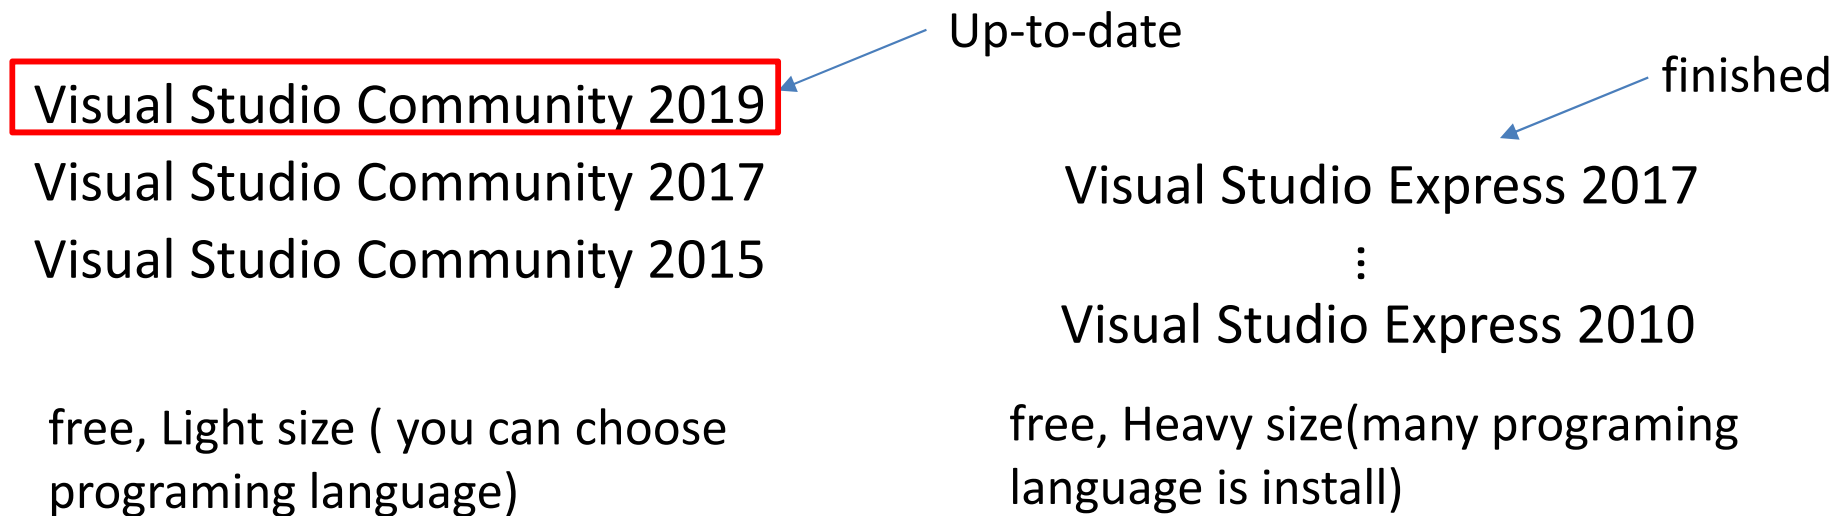 Up-to-date
finished
Visual Studio Community 2019
Visual Studio Community 2017
Visual Studio Community 2015
Visual Studio Express 2017
⋮
Visual Studio Express 2010
free, Light size ( you can choose
programing language)
free, Heavy size(many programing
language is install)